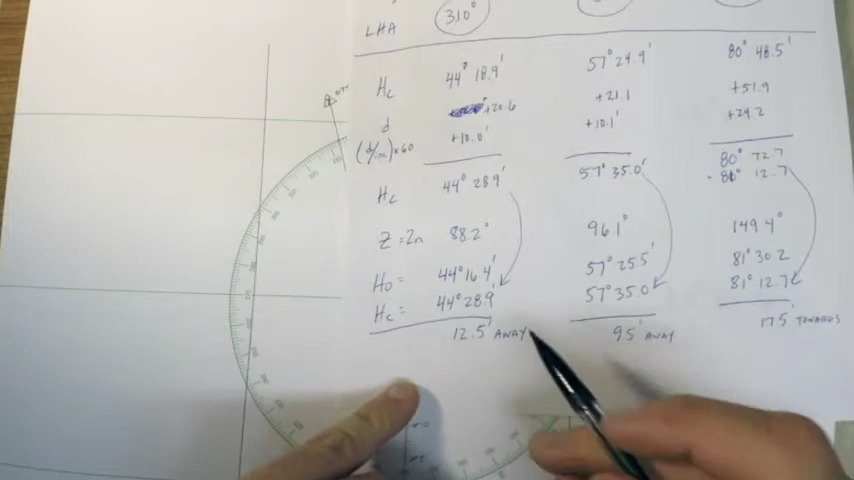 LHA 310°
Hc 44° 18.9' 57° 24.9' 80° 48.5'
d +20.6 +21.1 +51.9
(d/m)×60 +10.0' +10.1' +24.2
80° 72.7
Hc 44° 28.9' 57° 35.0' 81° 12.7'
Z = Zn 88.2° 96.1° 149.4°
Ho = 44° 16.4' 57° 25.5' 81° 30.2
Hc = 44° 28.9' 57° 35.0' 81° 12.7'
12.5' AWAY 9.5' AWAY 17.5' TOWARDS